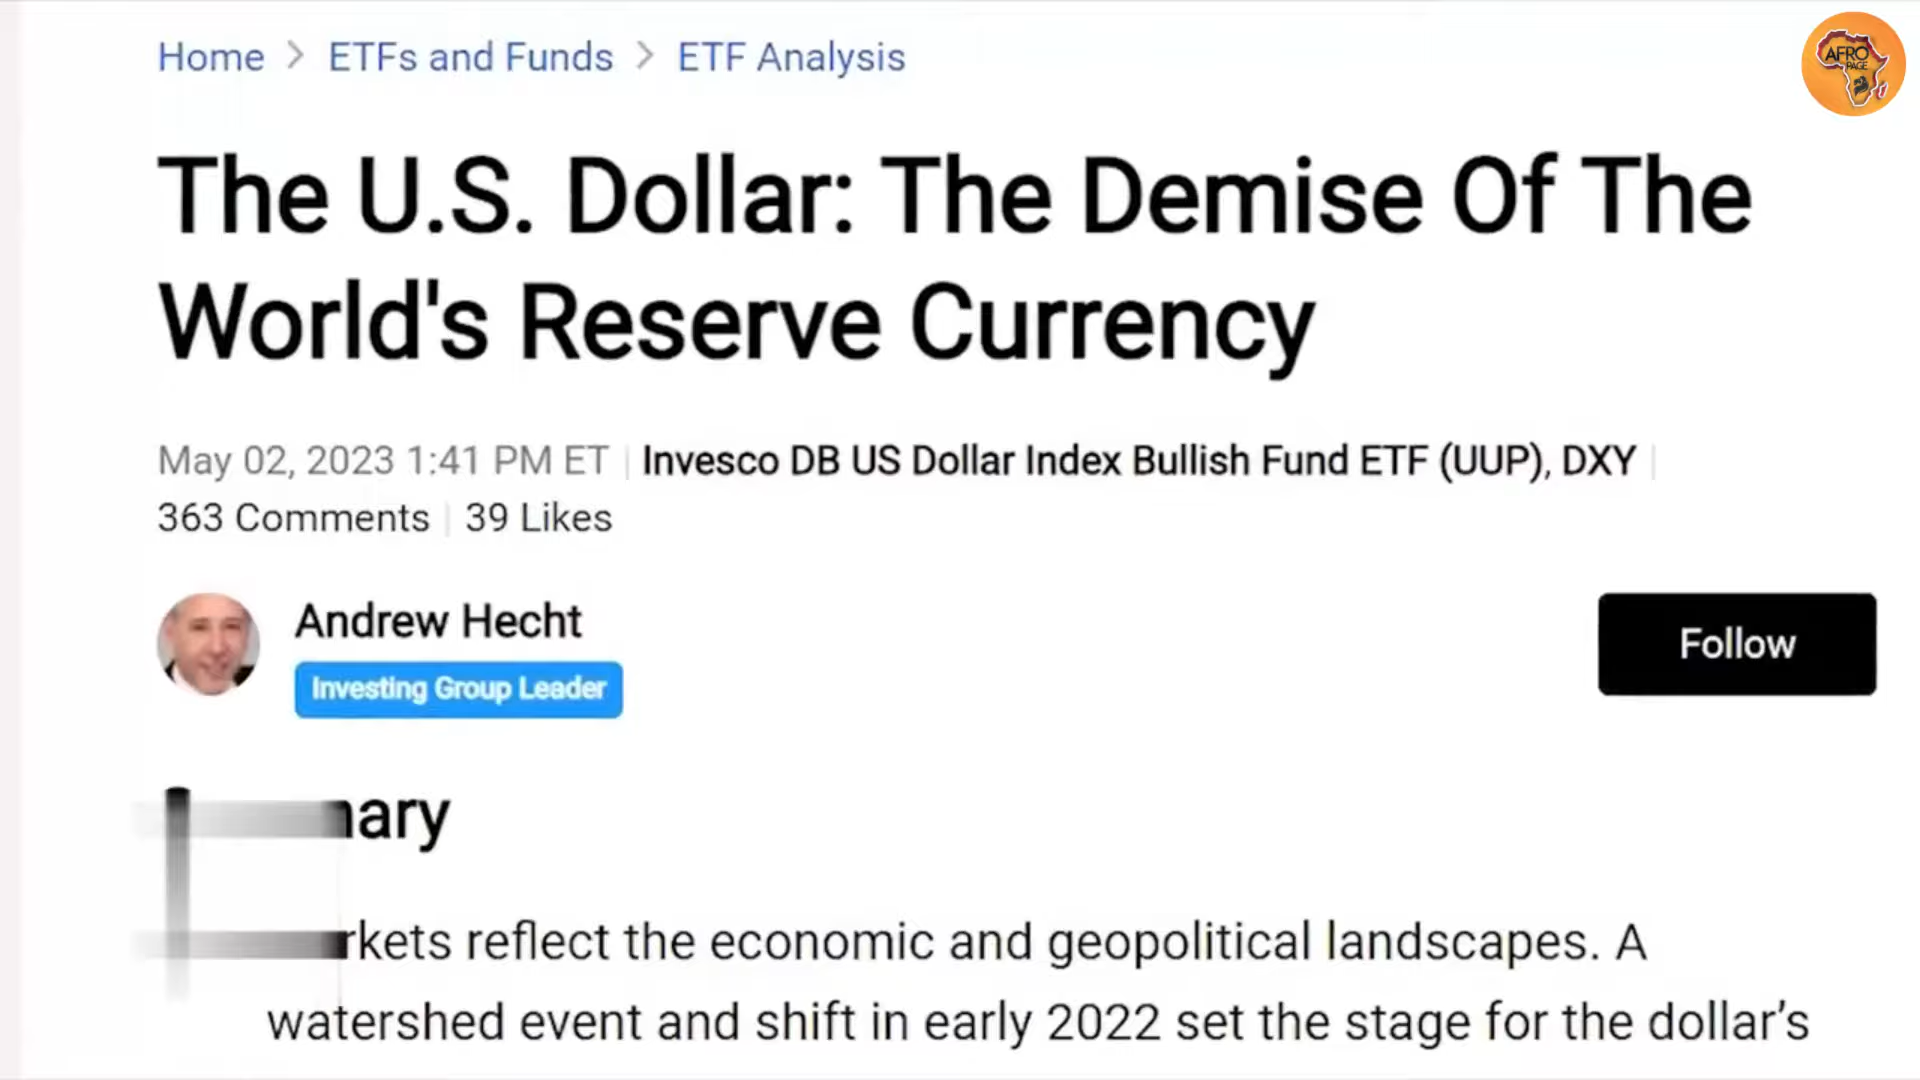 Home > ETFs and Funds > ETF Analysis
AFRO
PAGE
The U.S. Dollar: The Demise Of The
World's Reserve Currency
May 02, 2023 1:41 PM ET | Invesco DB US Dollar Index Bullish Fund ETF (UUP), DXY |
363 Comments | 39 Likes
Andrew Hecht
Investing Group Leader
Follow
reflect the economic and geopolitical landscapes. A
watershed event and shift in early 2022 set the stage for the dollar’s